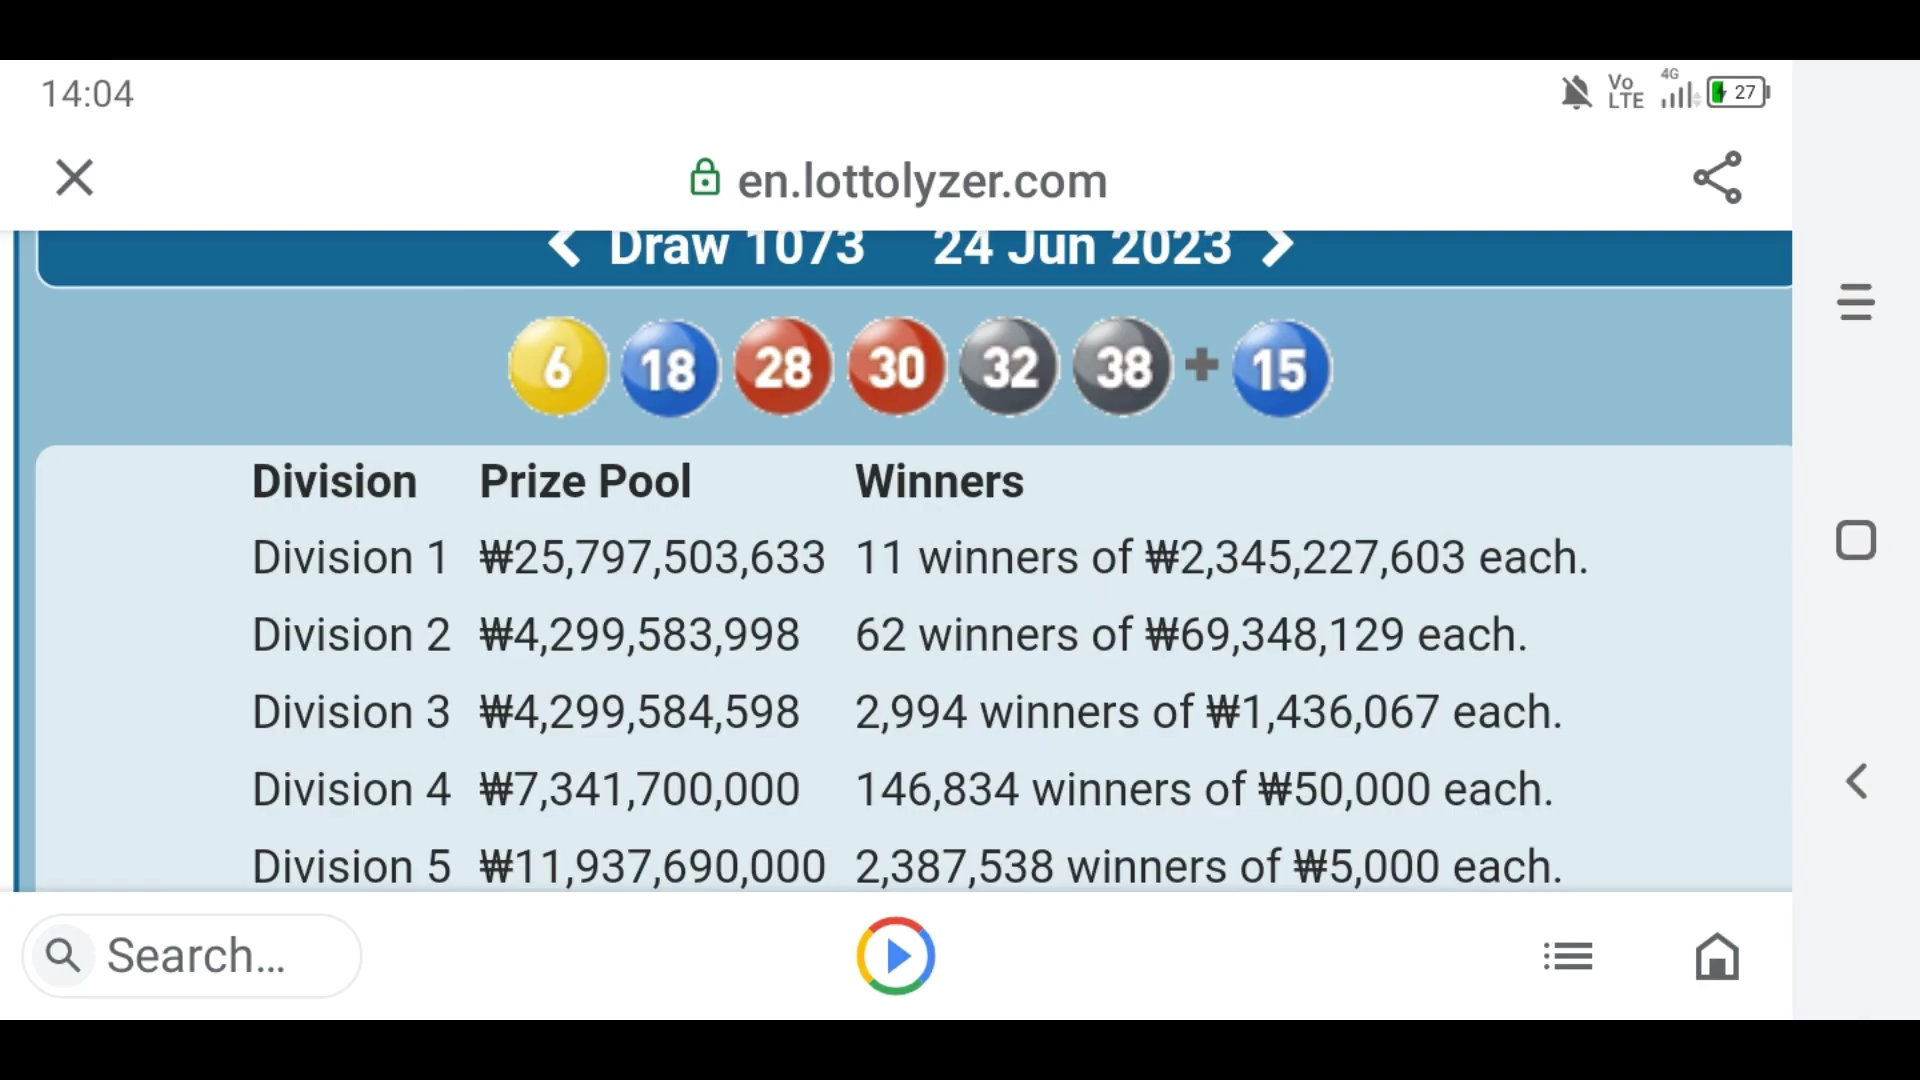 14:04
Vo LTE 4G 27
en.lottolyzer.com
Draw 1073 24 Jun 2023
6 18 28 30 32 38 + 15
Division Prize Pool Winners
Division 1 ₩25,797,503,633 11 winners of ₩2,345,227,603 each.
Division 2 ₩4,299,583,998 62 winners of ₩69,348,129 each.
Division 3 ₩4,299,584,598 2,994 winners of ₩1,436,067 each.
Division 4 ₩7,341,700,000 146,834 winners of ₩50,000 each.
Division 5 ₩11,937,690,000 2,387,538 winners of ₩5,000 each.
Search...